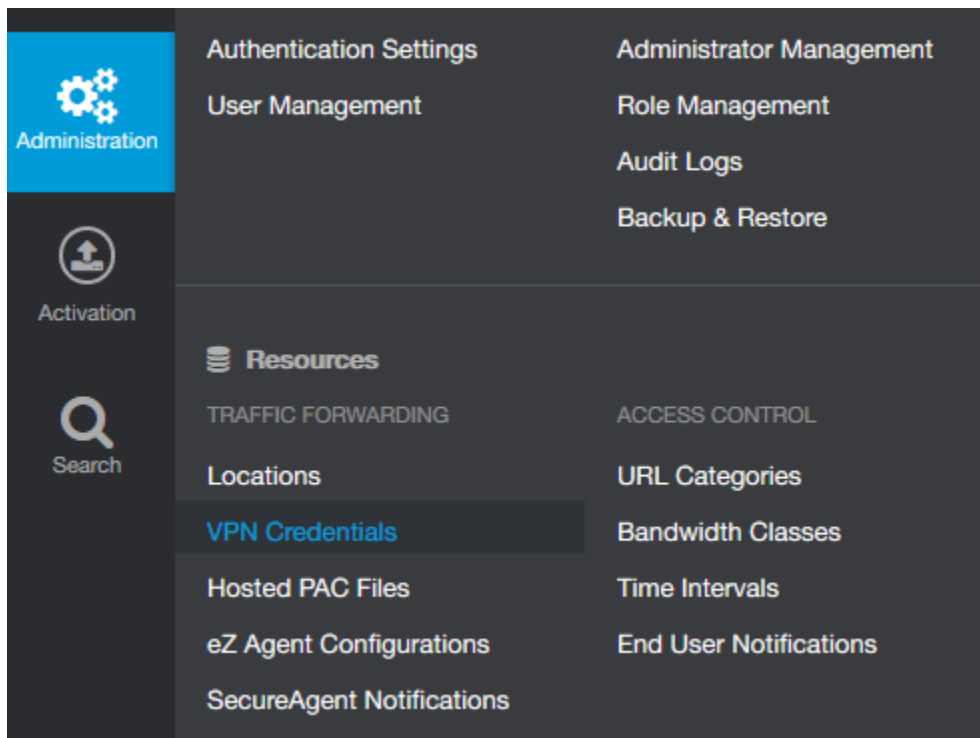 Administration
Activation
Search
Authentication Settings
User Management
Administrator Management
Role Management
Audit Logs
Backup & Restore
Resources
TRAFFIC FORWARDING
Locations
VPN Credentials
Hosted PAC Files
eZ Agent Configurations
SecureAgent Notifications
ACCESS CONTROL
URL Categories
Bandwidth Classes
Time Intervals
End User Notifications